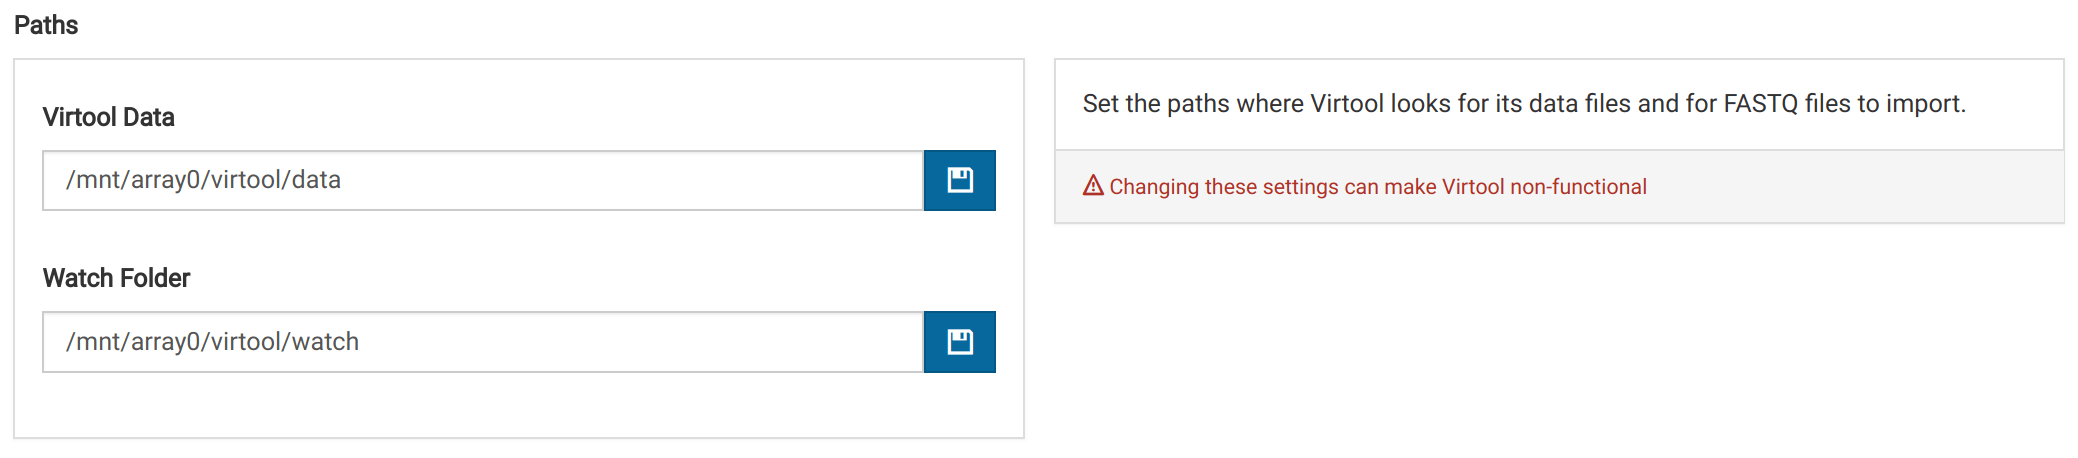 Paths
Virtool Data
/mnt/array0/virtool/data
Watch Folder
/mnt/array0/virtool/watch
Set the paths where Virtool looks for its data files and for FASTQ files to import.
Changing these settings can make Virtool non-functional